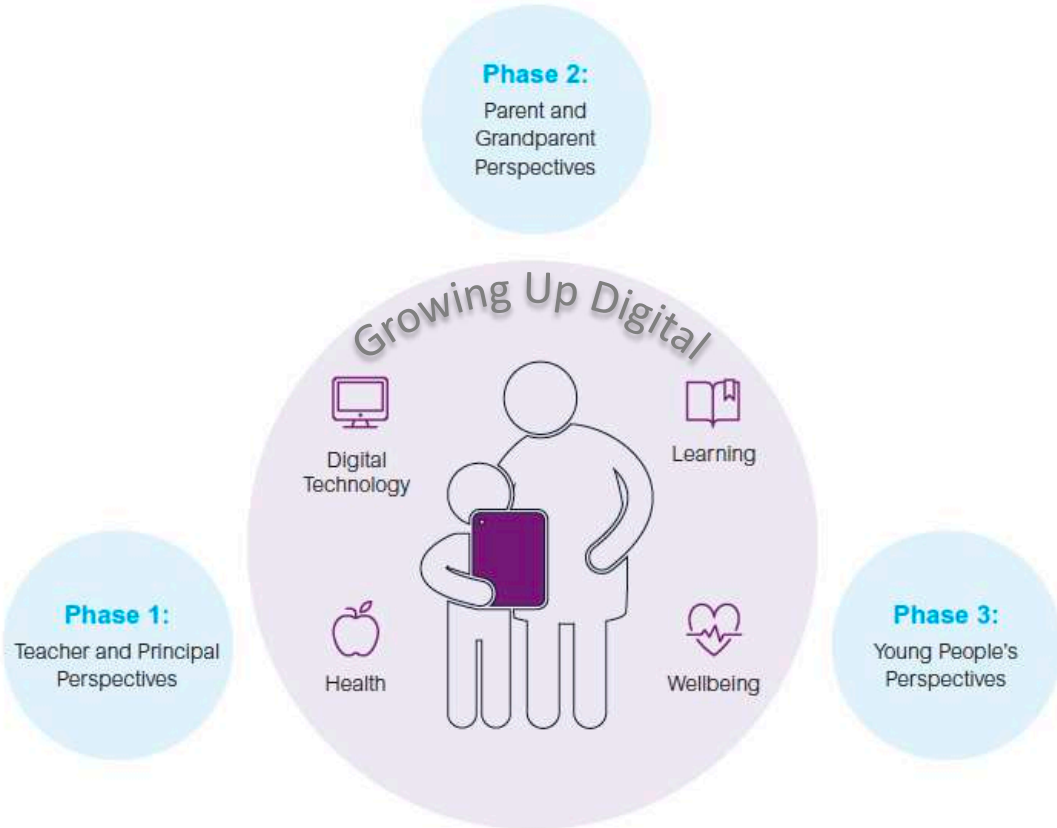 Phase 2:
Parent and
Grandparent
Perspectives
Growing Up Digital
Digital
Technology
Learning
Health
Wellbeing
Phase 1:
Teacher and Principal
Perspectives
Phase 3:
Young People's
Perspectives